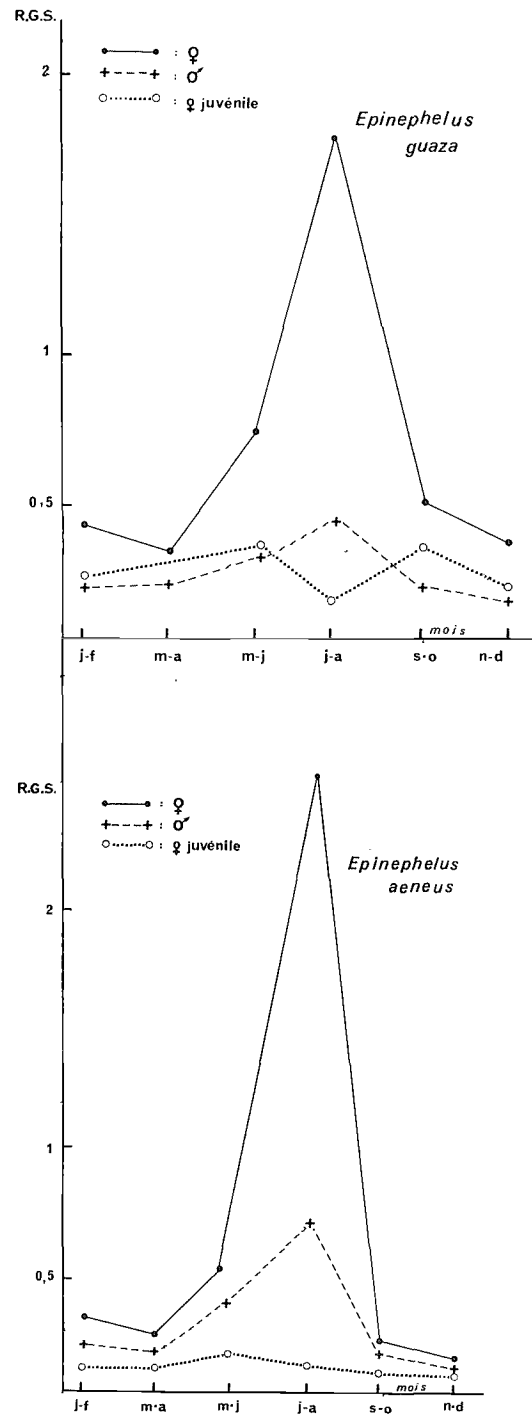 R.G.S.
2
♀
♂
♀ juvénile
Epinephelus
guaza
1
0,5
mois
j-f m-a m-j j-a s·o n-d
R.G.S.
♀
♂
♀ juvénile
Epinephelus
aeneus
2
1
0,5
mois
j-f m·a m·j j-a s-o n·d